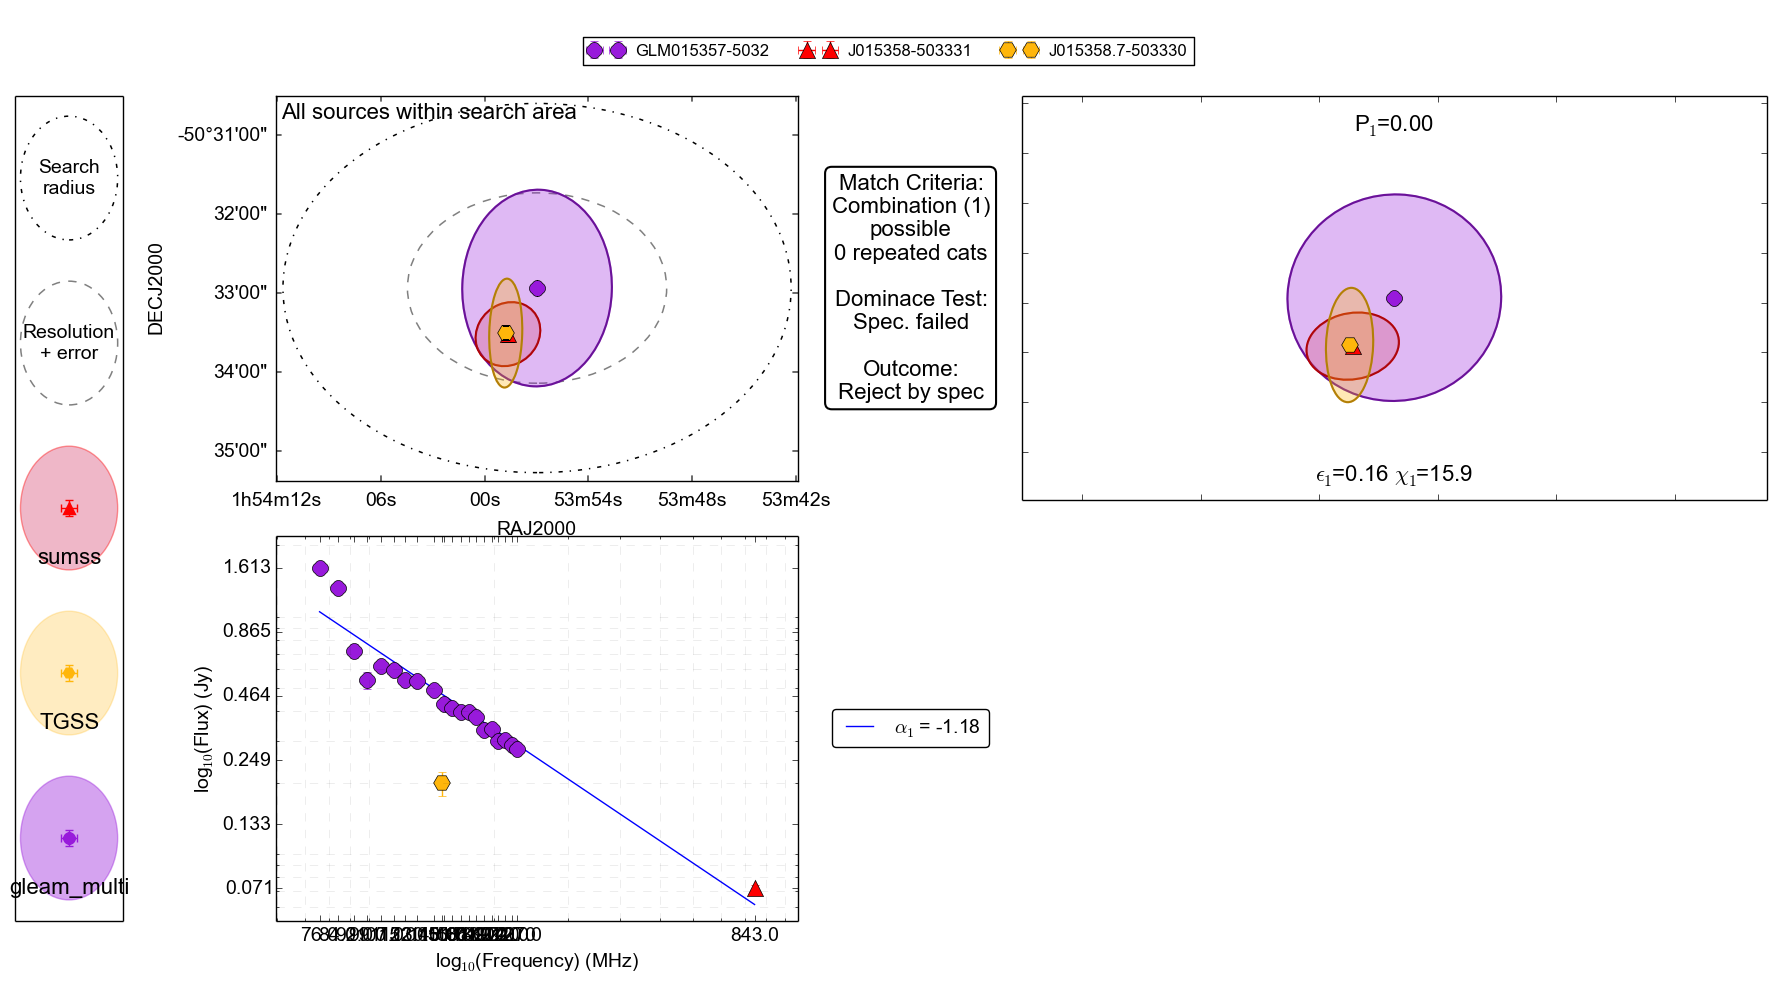 GLM015357-5032 J015358-503331 J015358.7-503330
Search
radius
Resolution
+ error
sumss
TGSS
gleam_multi
All sources within search area
DECJ2000
-50°31'00"
32'00"
33'00"
34'00"
35'00"
1h54m12s 06s 00s 53m54s 53m48s 53m42s
RAJ2000
Match Criteria:
Combination (1)
possible
0 repeated cats
Dominace Test:
Spec. failed
Outcome:
Reject by spec
P₁=0.00
ϵ₁=0.16 χ₁=15.9
log₁₀(Flux) (Jy)
1.613
0.865
0.464
0.249
0.133
0.071
843.0
log₁₀(Frequency) (MHz)
α₁ = -1.18